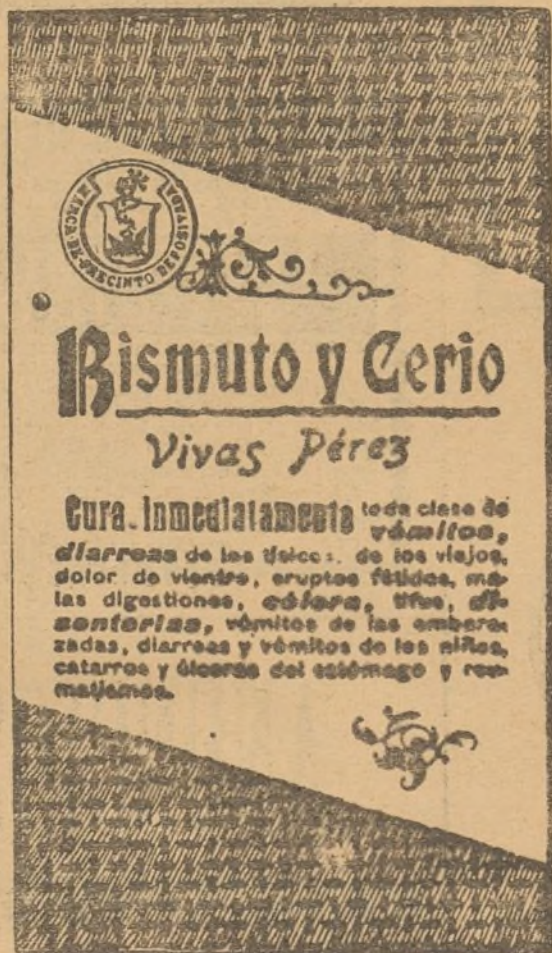 MARCA DE PRECINTO DEPOSITADA
Bismuto y Cerio
Vivas Pérez
Cura Inmediatamente toda clase de
vómitos,
diarreas de los tísicos, de los viejos,
dolor de vientre, eruptos fétidos, ma-
las digestiones, cólera, tifus, di-
senterías, vómitos de las embara-
zadas, diarreas y vómitos de los niños,
catarros y úlceras del estómago y reu-
matismos.